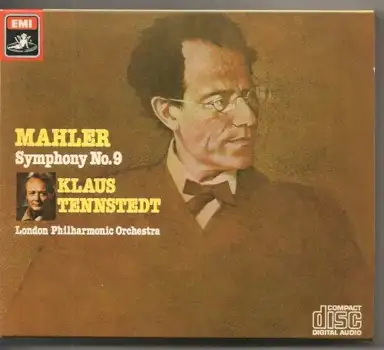 EMI
MAHLER
Symphony No.9
KLAUS
TENNSTEDT
London Philharmonic Orchestra
COMPACT
disc
DIGITAL AUDIO